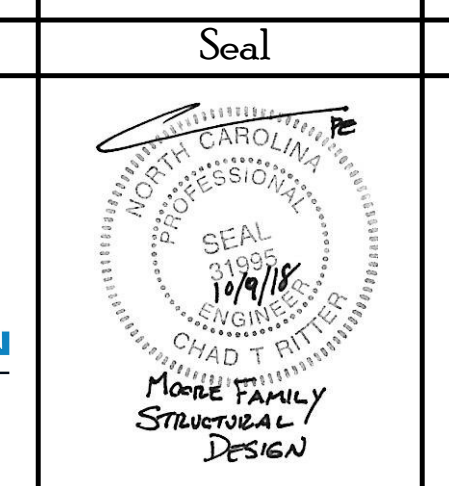 Seal
PE
NORTH CAROLINA
PROFESSIONAL
SEAL
31995
10/9/18
ENGINEER
CHAD T RITTER
N
MOORE FAMILY
STRUCTURAL
DESIGN